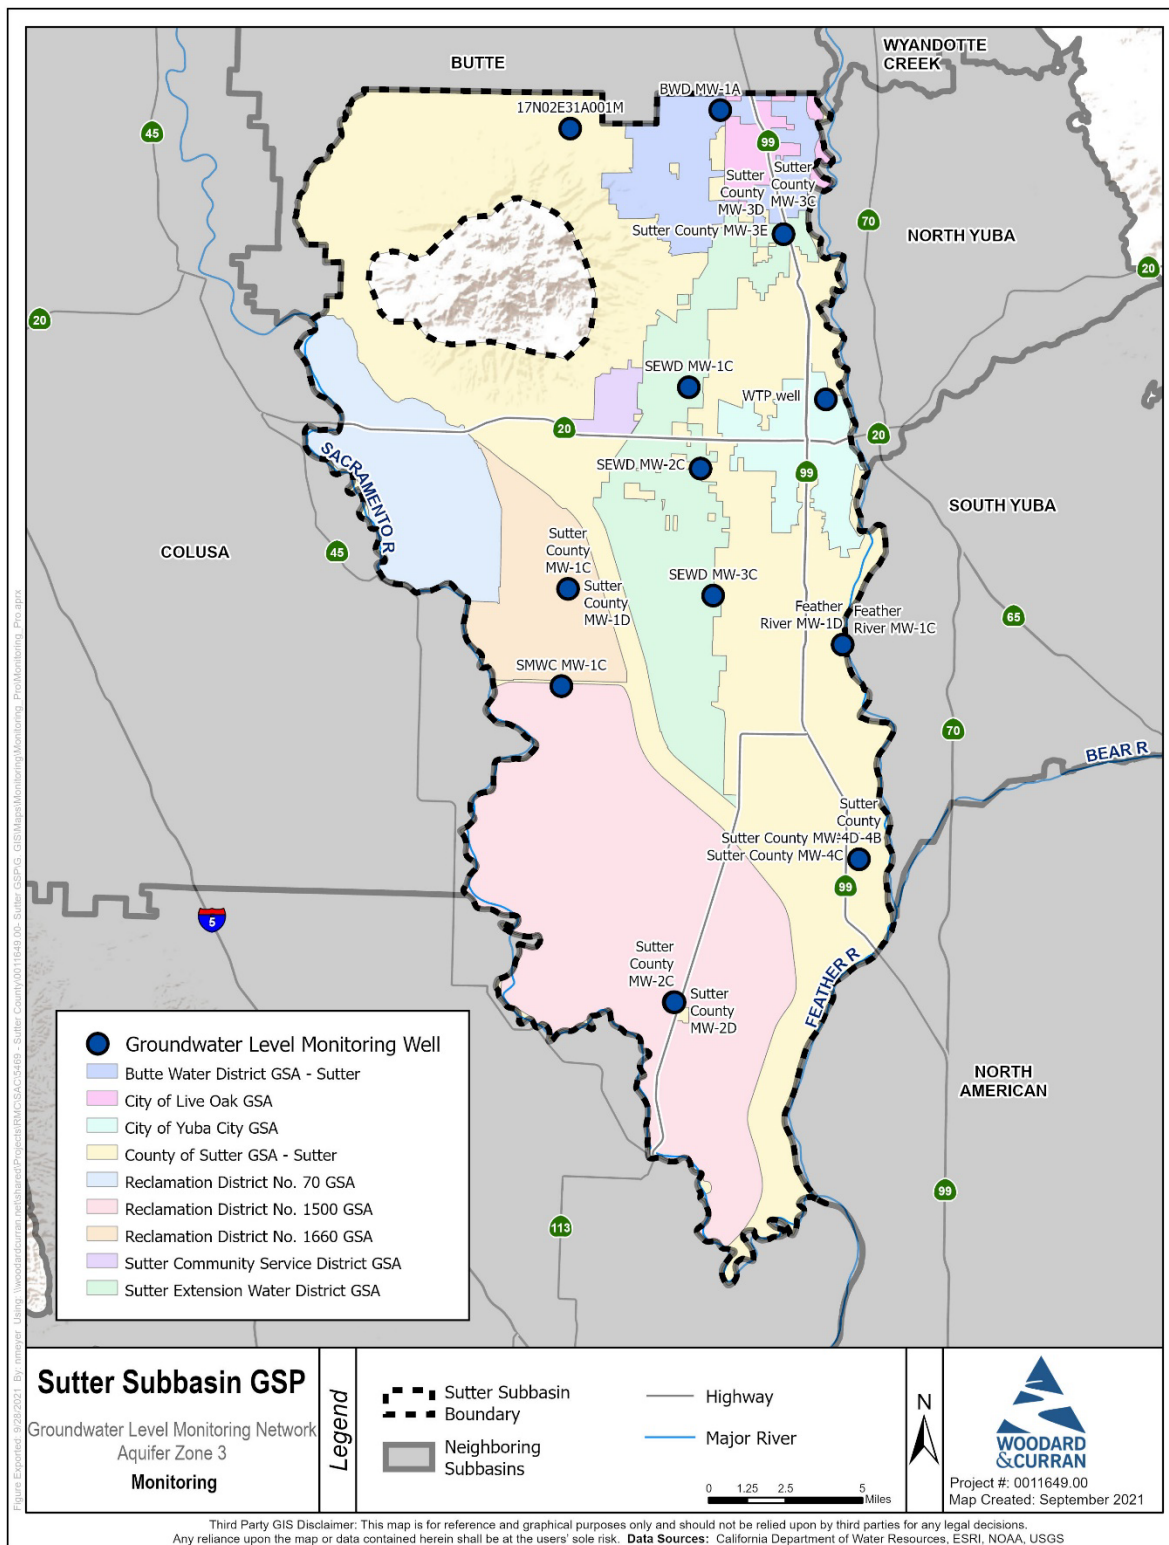 BUTTE
WYANDOTTE
CREEK
45
17N02E31A001M
BWD MW-1A
99
Sutter
County
MW-3D
Sutter
County
MW-3C
Sutter County MW-3E
70
NORTH YUBA
20
20
SEWD MW-1C
WTP well
20
20
SACRAMENTO R
SEWD MW-2C
99
SOUTH YUBA
COLUSA
45
Sutter
County
MW-1C
Sutter
County
MW-1D
SEWD MW-3C
Feather
River MW-1D
Feather
River MW-1C
65
SMWC MW-1C
70
BEAR R
Sutter
County
Sutter County MW-4D-4B
Sutter County MW-4C
99
5
Sutter
County
MW-2C
Sutter
County
MW-2D
FEATHER R
NORTH
AMERICAN
99
113
Groundwater Level Monitoring Well
Butte Water District GSA - Sutter
City of Live Oak GSA
City of Yuba City GSA
County of Sutter GSA - Sutter
Reclamation District No. 70 GSA
Reclamation District No. 1500 GSA
Reclamation District No. 1660 GSA
Sutter Community Service District GSA
Sutter Extension Water District GSA
Sutter Subbasin GSP
Groundwater Level Monitoring Network
Aquifer Zone 3
Monitoring
Legend
Sutter Subbasin
Boundary
Neighboring
Subbasins
Highway
Major River
0 1.25 2.5 5
Miles
N
WOODARD
&CURRAN
Project #: 0011649.00
Map Created: September 2021
Third Party GIS Disclaimer: This map is for reference and graphical purposes only and should not be relied upon by third parties for any legal decisions.
Any reliance upon the map or data contained herein shall be at the users' sole risk. Data Sources: California Department of Water Resources, ESRI, NOAA, USGS